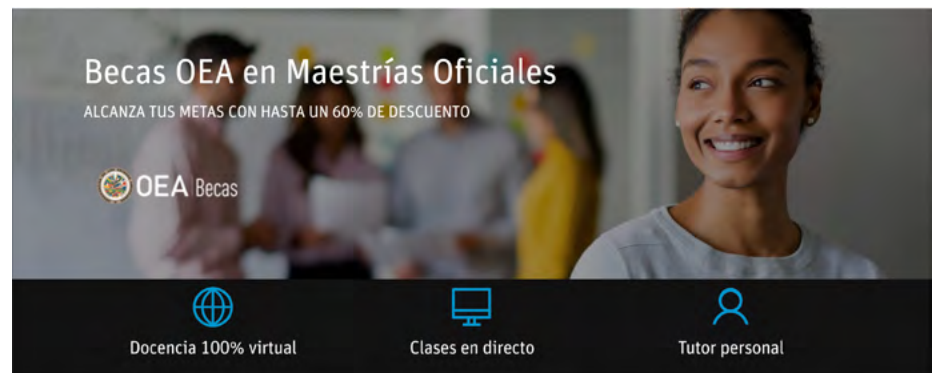 Becas OEA en Maestrías Oficiales
ALCANZA TUS METAS CON HASTA UN 60% DE DESCUENTO
OEA Becas
Docencia 100% virtual
Clases en directo
Tutor personal